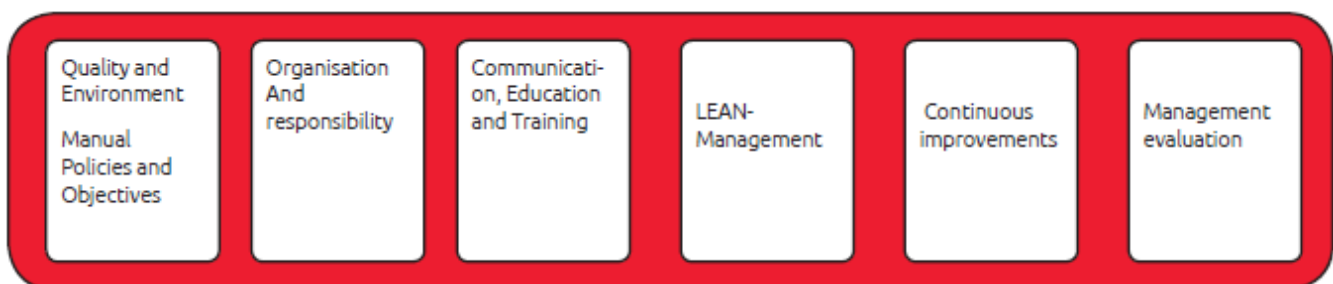 Quality and
Environment
Manual
Policies and
Objectives
Organisation
And
responsibility
Communicati-
on, Education
and Training
LEAN-
Management
Continuous
improvements
Management
evaluation